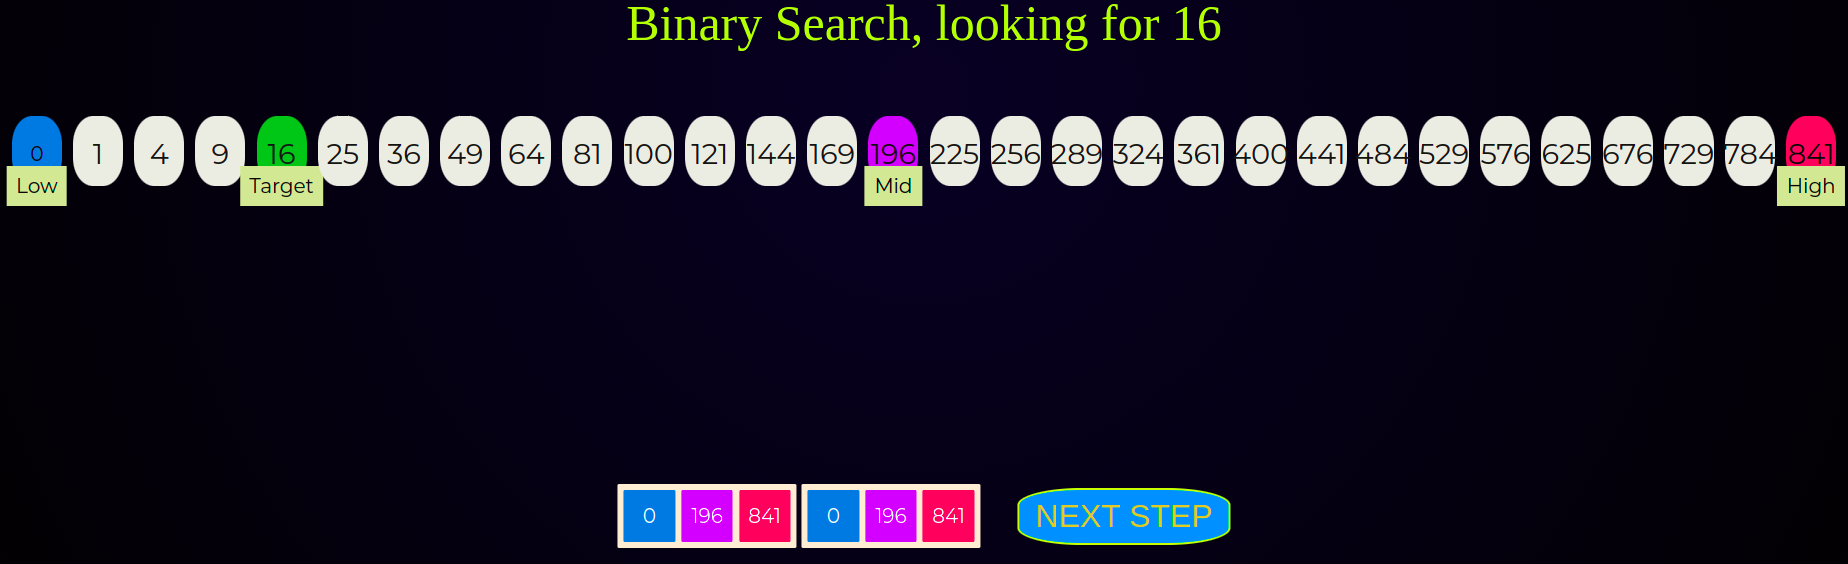 Binary Search, looking for 16
0 1 4 9 16 25 36 49 64 81 100 121 144 169 196 225 256 289 324 361 400 441 484 529 576 625 676 729 784 841
Low Target Mid High
0 196 841 0 196 841 NEXT STEP